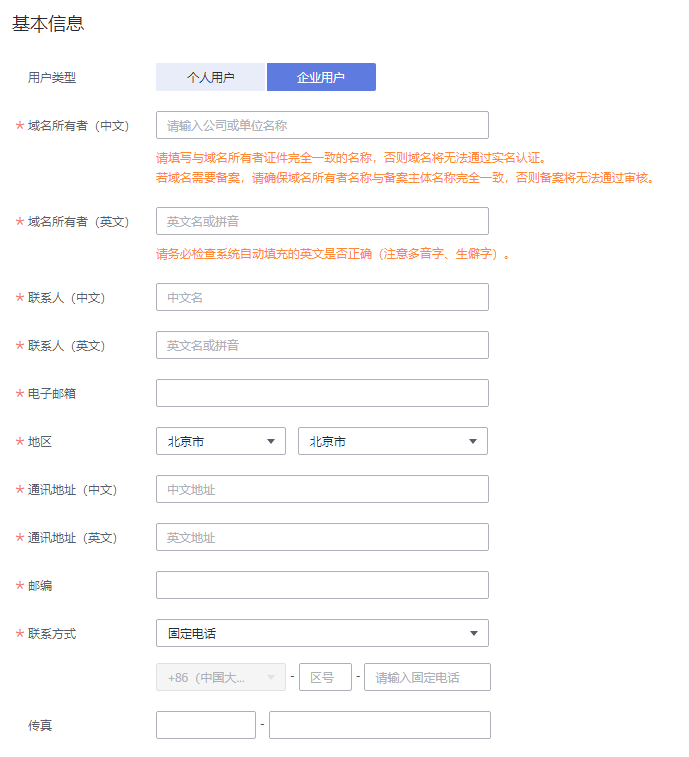 基本信息
用户类型 个人用户 企业用户
* 域名所有者（中文） 请输入公司或单位名称
请填写与域名所有者证件完全一致的名称，否则域名将无法通过实名认证。
若域名需要备案，请确保域名所有者名称与备案主体名称完全一致，否则备案将无法通过审核。
* 域名所有者（英文） 英文名或拼音
请务必检查系统自动填充的英文是否正确（注意多音字、生僻字）。
* 联系人（中文） 中文名
* 联系人（英文） 英文名或拼音
* 电子邮箱
* 地区 北京市 北京市
* 通讯地址（中文） 中文地址
* 通讯地址（英文） 英文地址
* 邮编
* 联系方式 固定电话
+86（中国大... - 区号 - 请输入固定电话
传真 -